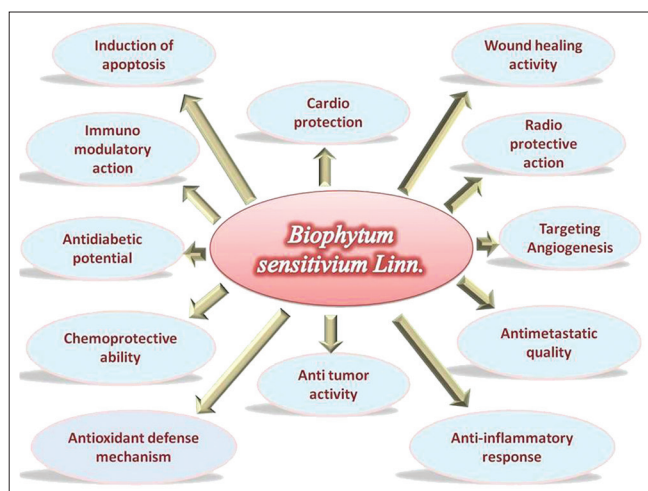 Induction of
apoptosis
Cardio
protection
Wound healing
activity
Immuno
modulatory
action
Radio
protective
action
Biophytum
sensitivium Linn.
Antidiabetic
potential
Targeting
Angiogenesis
Chemoprotective
ability
Anti tumor
activity
Antimetastatic
quality
Antioxidant defense
mechanism
Anti-inflammatory
response